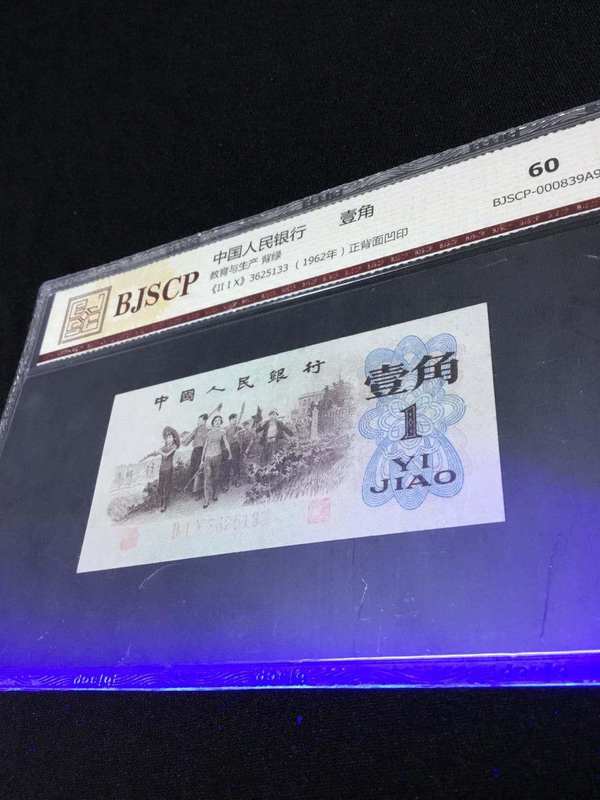 60
BJSCP-000839A9
中国人民银行 壹角
教育与生产 背绿
《II I X》3625133 (1962年) 正背面凹印
BJSCP
中國人民銀行
壹角
1
YI
JIAO